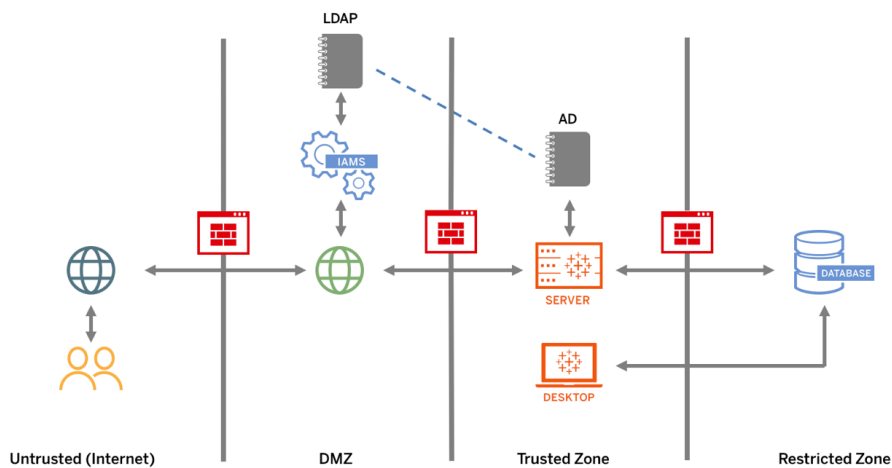 LDAP
AD
IAMS
SERVER
DATABASE
DESKTOP
Untrusted (Internet)
DMZ
Trusted Zone
Restricted Zone